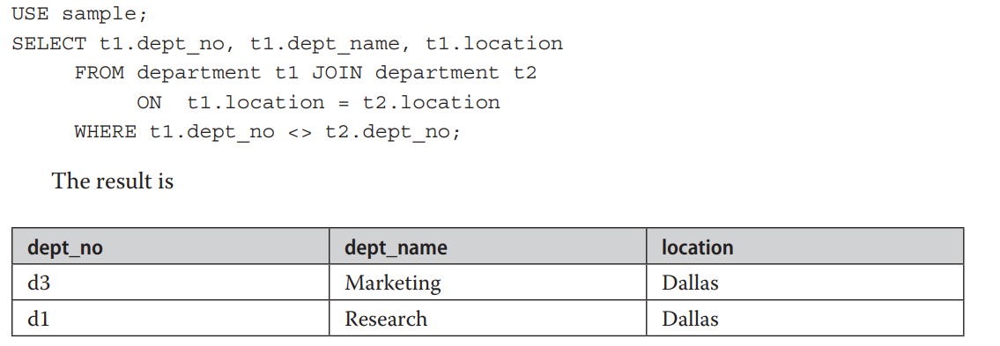 USE sample;
SELECT t1.dept_no, t1.dept_name, t1.location
FROM department t1 JOIN department t2
ON t1.location = t2.location
WHERE t1.dept_no <> t2.dept_no;
The result is
dept_no dept_name location
d3 Marketing Dallas
d1 Research Dallas